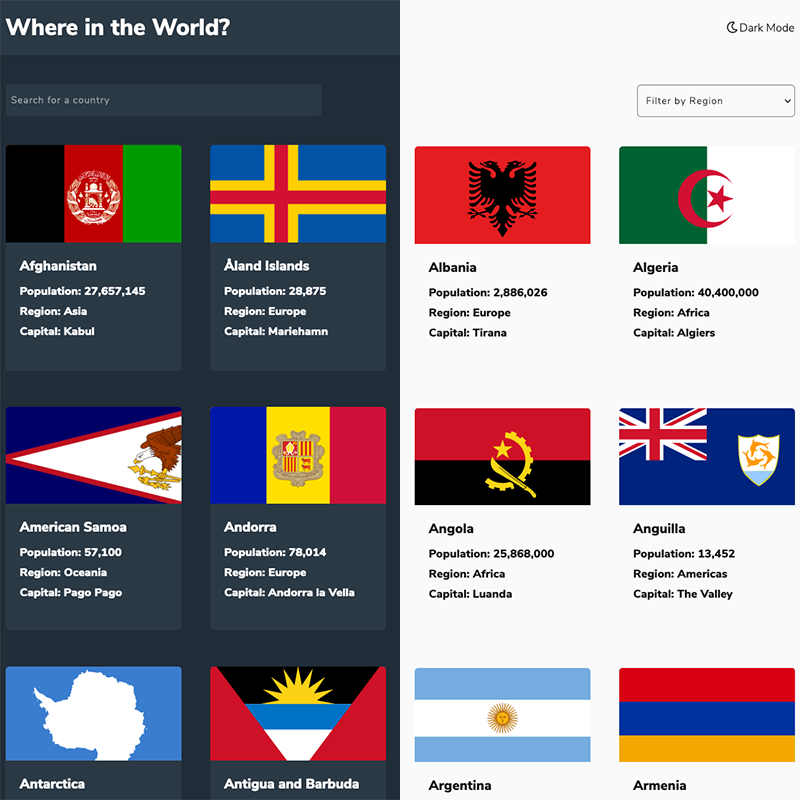 Where in the World?
Dark Mode
Search for a country
Filter by Region
Afghanistan
Population: 27,657,145
Region: Asia
Capital: Kabul
Åland Islands
Population: 28,875
Region: Europe
Capital: Mariehamn
Albania
Population: 2,886,026
Region: Europe
Capital: Tirana
Algeria
Population: 40,400,000
Region: Africa
Capital: Algiers
American Samoa
Population: 57,100
Region: Oceania
Capital: Pago Pago
Andorra
Population: 78,014
Region: Europe
Capital: Andorra la Vella
Angola
Population: 25,868,000
Region: Africa
Capital: Luanda
Anguilla
Population: 13,452
Region: Americas
Capital: The Valley
Antarctica
Antigua and Barbuda
Argentina
Armenia